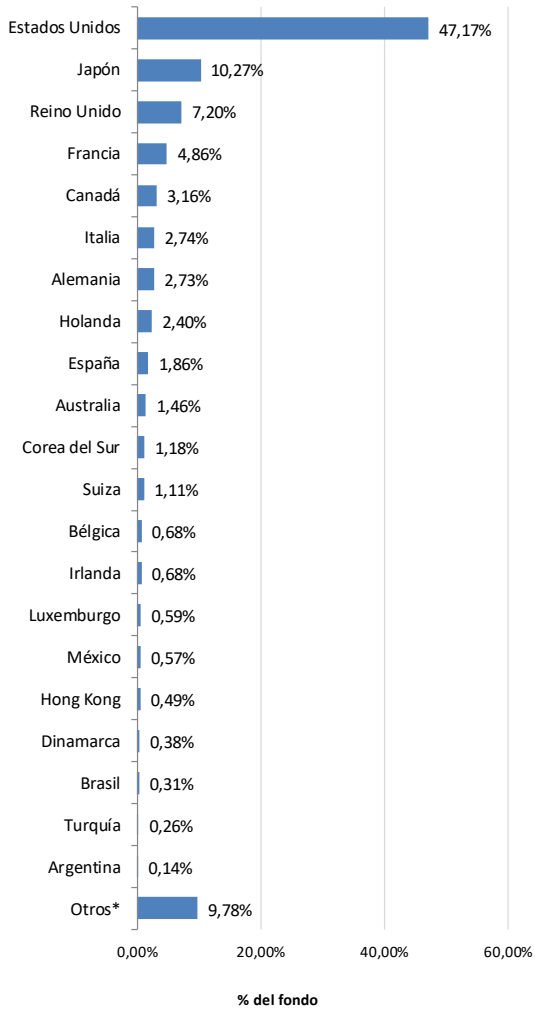 Estados Unidos 47,17%
Japón 10,27%
Reino Unido 7,20%
Francia 4,86%
Canadá 3,16%
Italia 2,74%
Alemania 2,73%
Holanda 2,40%
España 1,86%
Australia 1,46%
Corea del Sur 1,18%
Suiza 1,11%
Bélgica 0,68%
Irlanda 0,68%
Luxemburgo 0,59%
México 0,57%
Hong Kong 0,49%
Dinamarca 0,38%
Brasil 0,31%
Turquía 0,26%
Argentina 0,14%
Otros* 9,78%
0,00% 20,00% 40,00% 60,00%
% del fondo